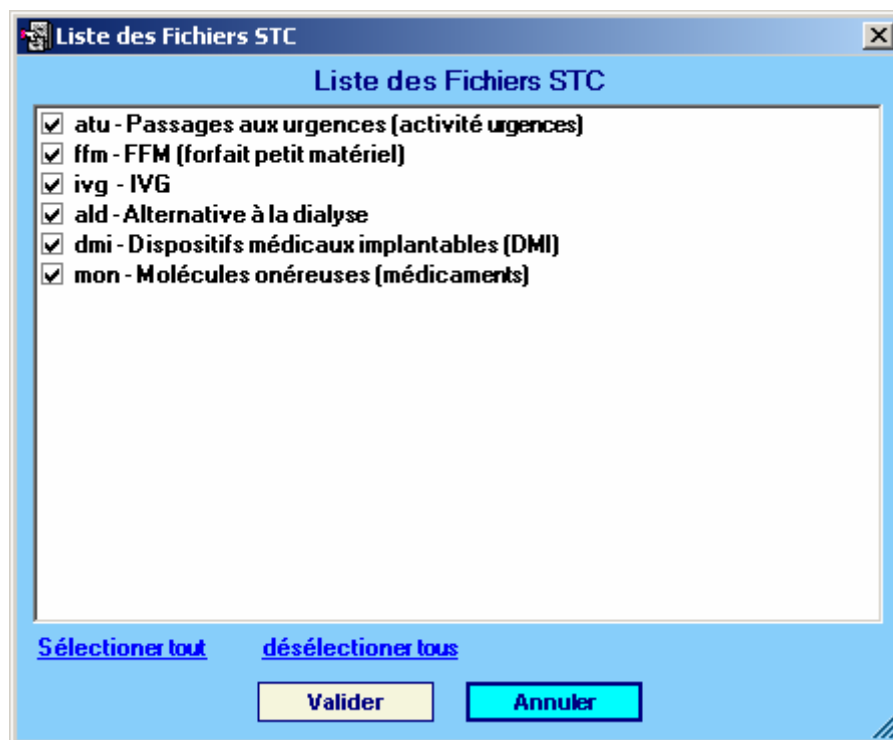 Liste des Fichiers STC
Liste des Fichiers STC
atu - Passages aux urgences (activité urgences)
ffm - FFM (forfait petit matériel)
ivg - IVG
ald - Alternative à la dialyse
dmi - Dispositifs médicaux implantables (DMI)
mon - Molécules onéreuses (médicaments)
Sélectioner tout désélectioner tous
Valider Annuler